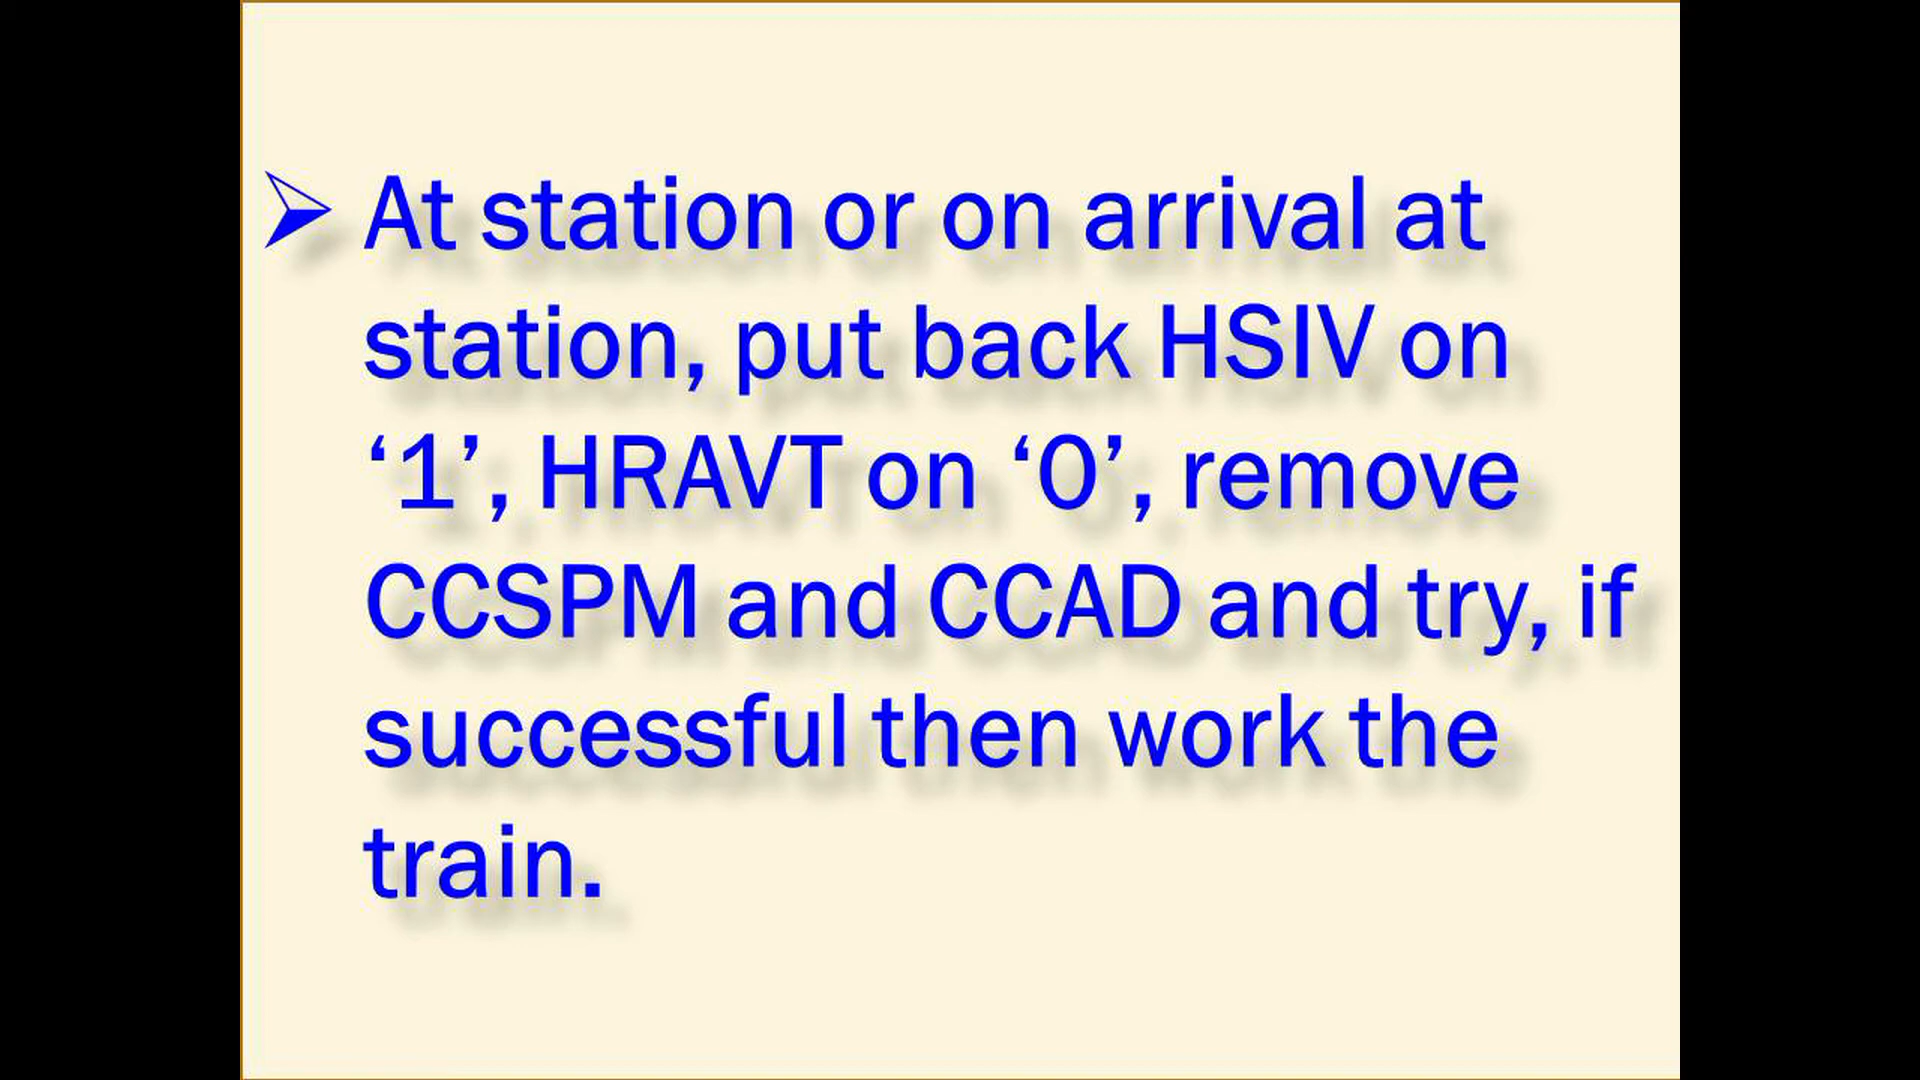 At station or on arrival at
station, put back HSIV on
‘1’, HRAVT on ‘0’, remove
CCSPM and CCAD and try, if
successful then work the
train.